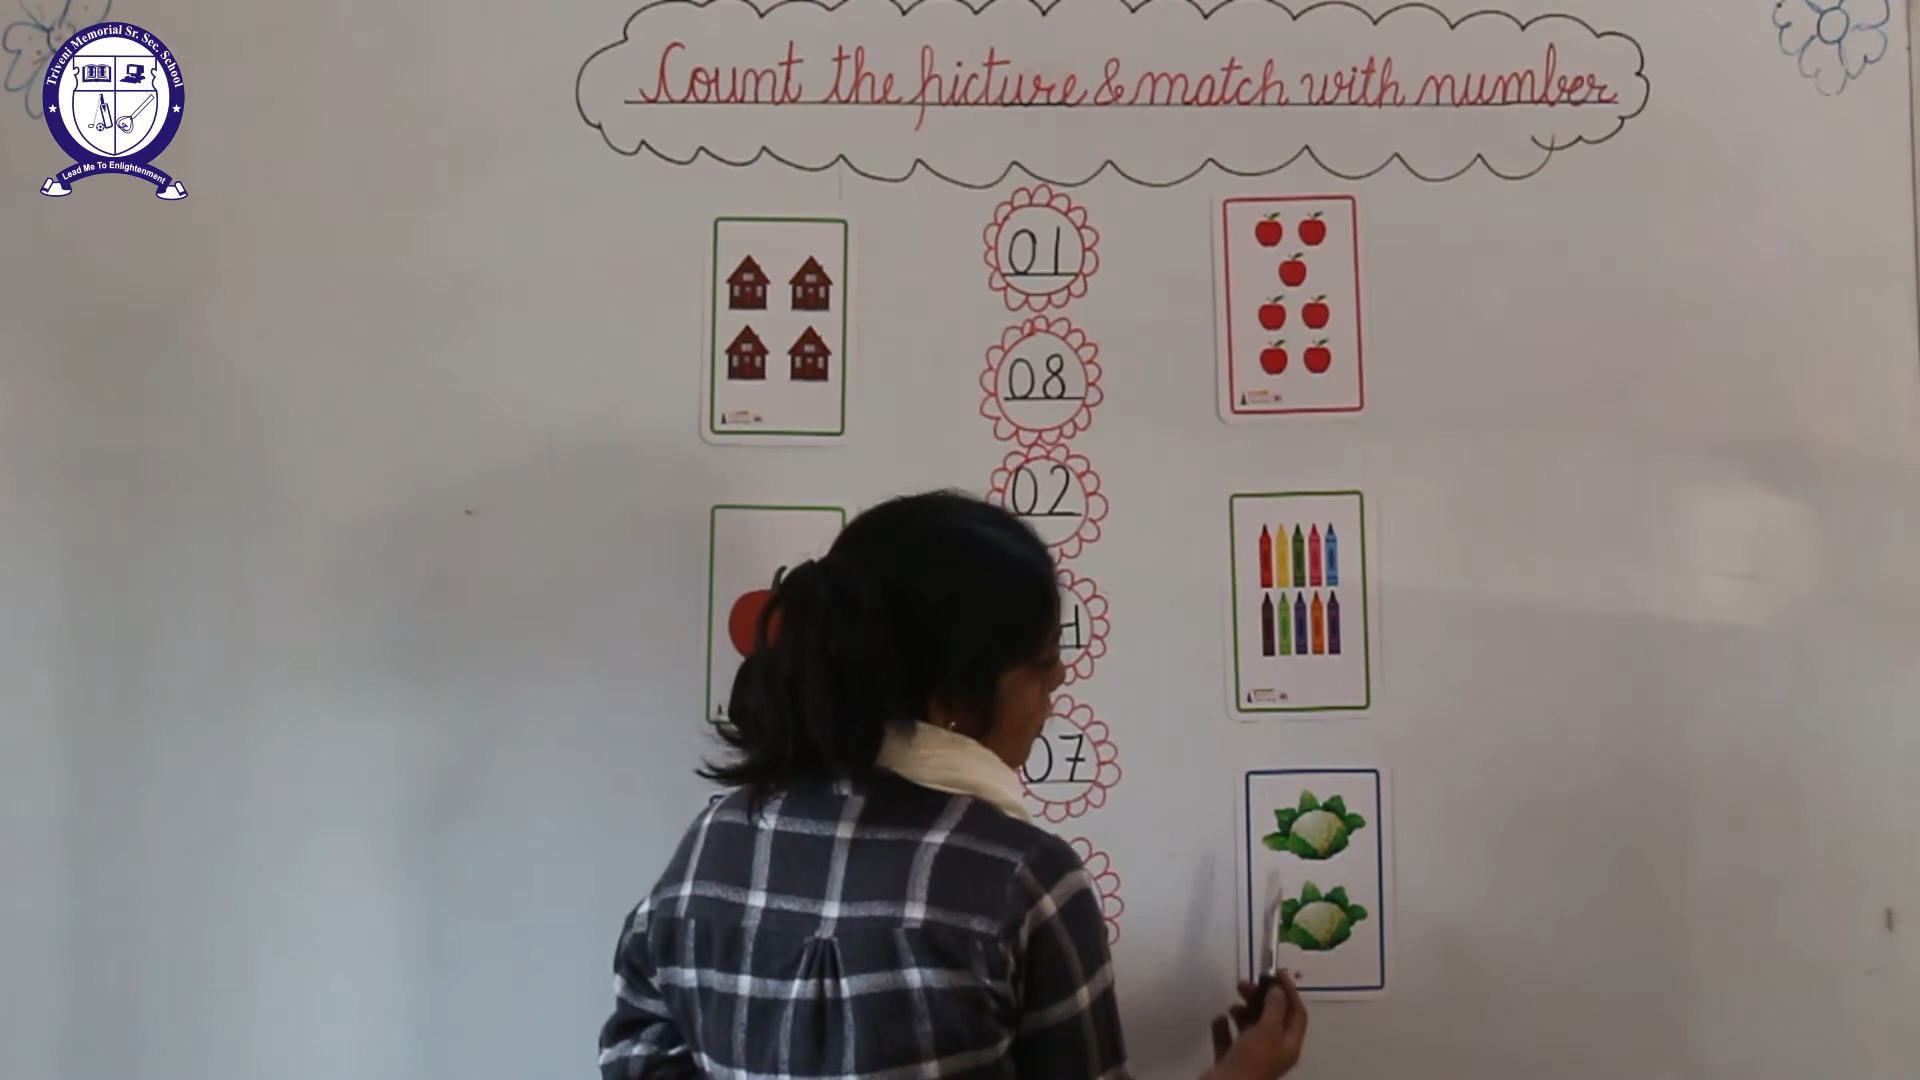 Triveni Memorial Sr. Sec. School
Lead Me To Enlightenment
Count the picture & match with number
01
08
02
07